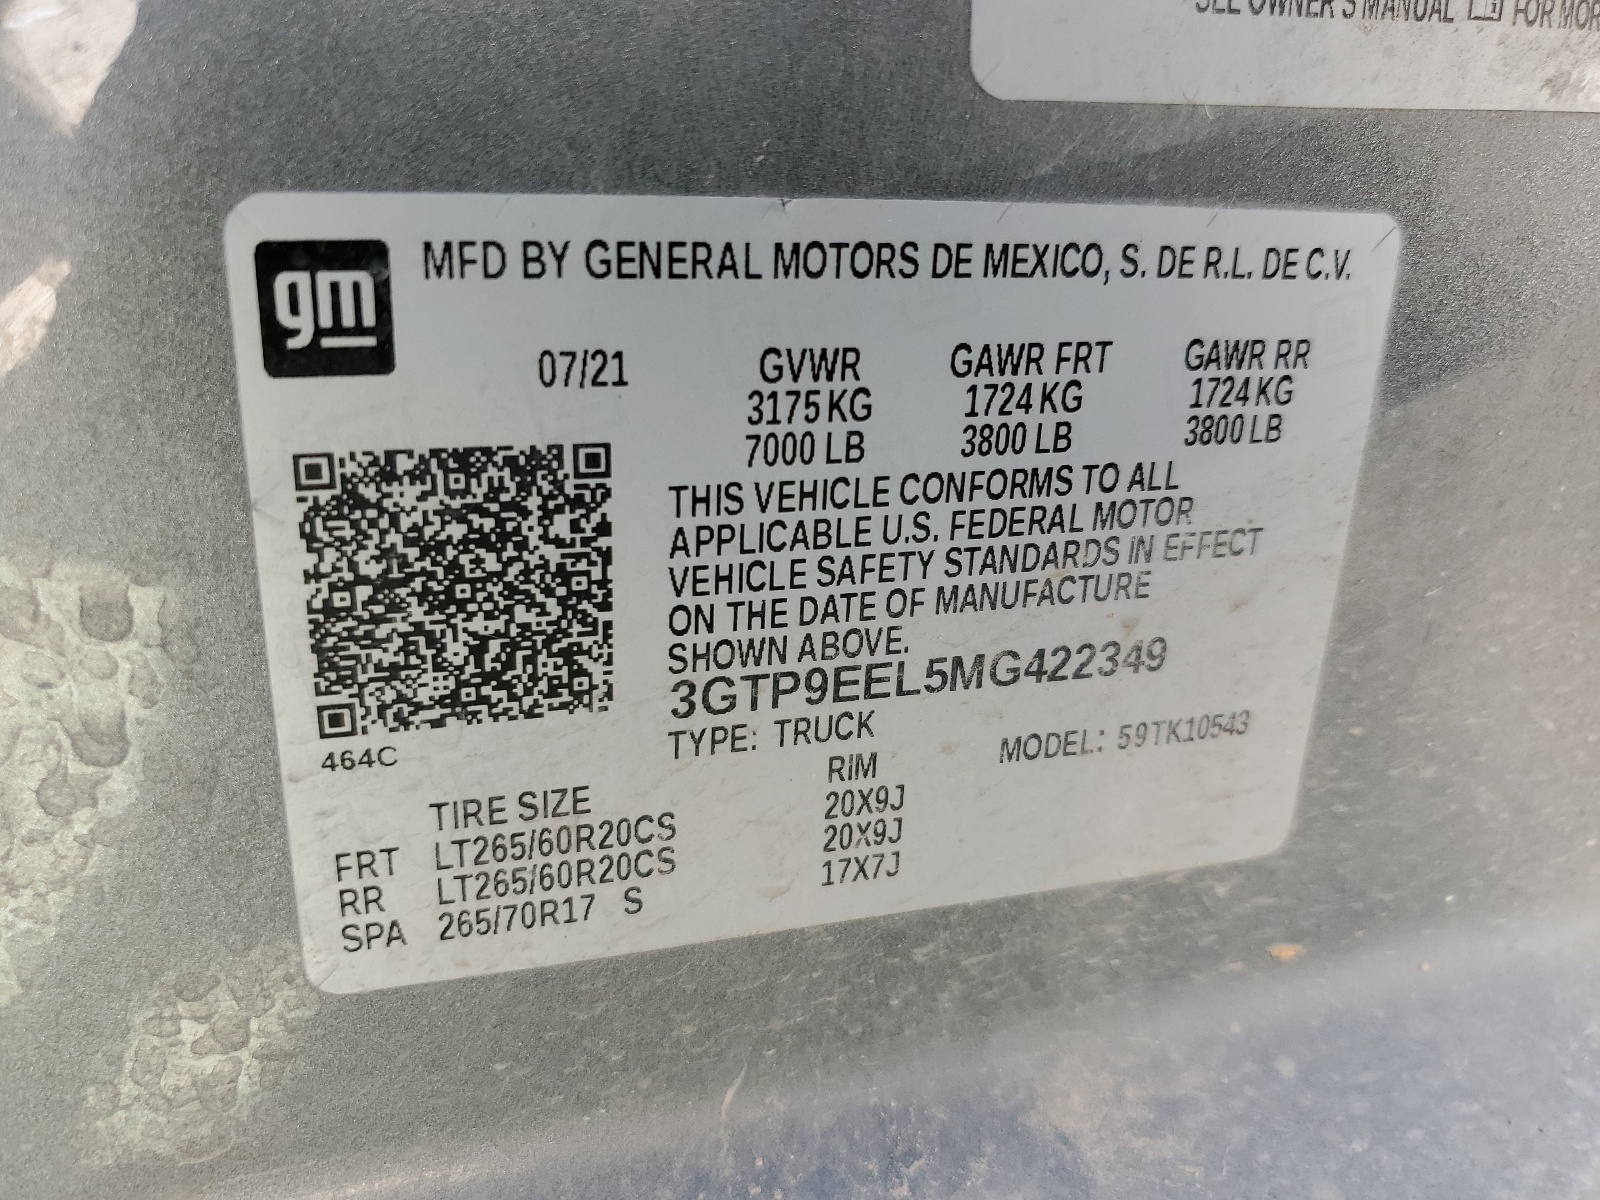 SEE OWNER'S MANUAL FOR MOR
gm
MFD BY GENERAL MOTORS DE MEXICO, S. DE R.L. DE C.V.
07/21 GVWR GAWR FRT GAWR RR
3175 KG 1724 KG 1724 KG
7000 LB 3800 LB 3800 LB
THIS VEHICLE CONFORMS TO ALL
APPLICABLE U.S. FEDERAL MOTOR
VEHICLE SAFETY STANDARDS IN EFFECT
ON THE DATE OF MANUFACTURE
SHOWN ABOVE.
3GTP9EEL5MG422349
TYPE: TRUCK MODEL: 59TK10543
464C
TIRE SIZE RIM
FRT LT265/60R20CS 20X9J
RR LT265/60R20CS 20X9J
SPA 265/70R17 S 17X7J